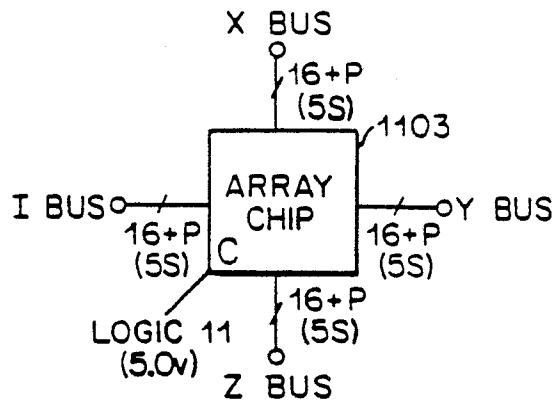 X BUS
16+P
(5S)
1103
ARRAY
CHIP
I BUS
Y BUS
16+P
(5S)
C
16+P
(5S)
16+P
(5S)
LOGIC 11
(5.0v)
Z BUS